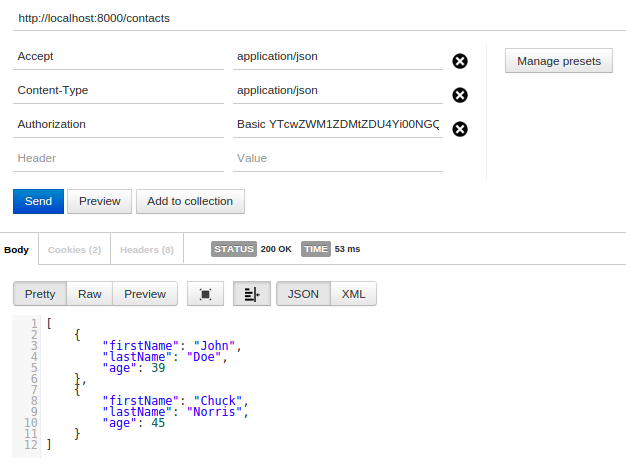 http://localhost:8000/contacts
Accept application/json
Manage presets
Content-Type application/json
Authorization Basic YTcwZWM1ZDMtZDU4Yi00NGQ
Header Value
Send Preview Add to collection
Body Cookies (2) Headers (8) STATUS 200 OK TIME 53 ms
Pretty Raw Preview JSON XML
1 [
2 {
3 "firstName": "John",
4 "lastName": "Doe",
5 "age": 39
6 },
7 {
8 "firstName": "Chuck",
9 "lastName": "Norris",
10 "age": 45
11 }
12 ]